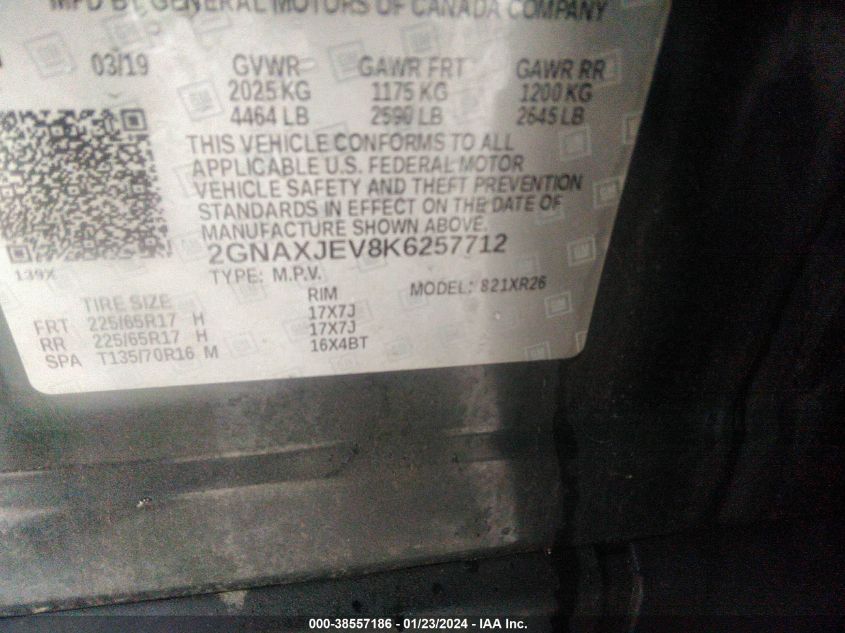 MFD BY GENERAL MOTORS OF CANADA COMPANY
03/19 GVWR GAWR FRT GAWR RR
2025 KG 1175 KG 1200 KG
4464 LB 2590 LB 2645 LB
THIS VEHICLE CONFORMS TO ALL
APPLICABLE U.S. FEDERAL MOTOR
VEHICLE SAFETY AND THEFT PREVENTION
STANDARDS IN EFFECT ON THE DATE OF
MANUFACTURE SHOWN ABOVE.
2GNAXJEV8K6257712
139X TYPE: M.P.V. MODEL: 821XR26
TIRE SIZE RIM
FRT 225/65R17 H 17X7J
RR 225/65R17 H 17X7J
SPA T135/70R16 M 16X4BT
000-38557186 - 01/23/2024 - IAA Inc.